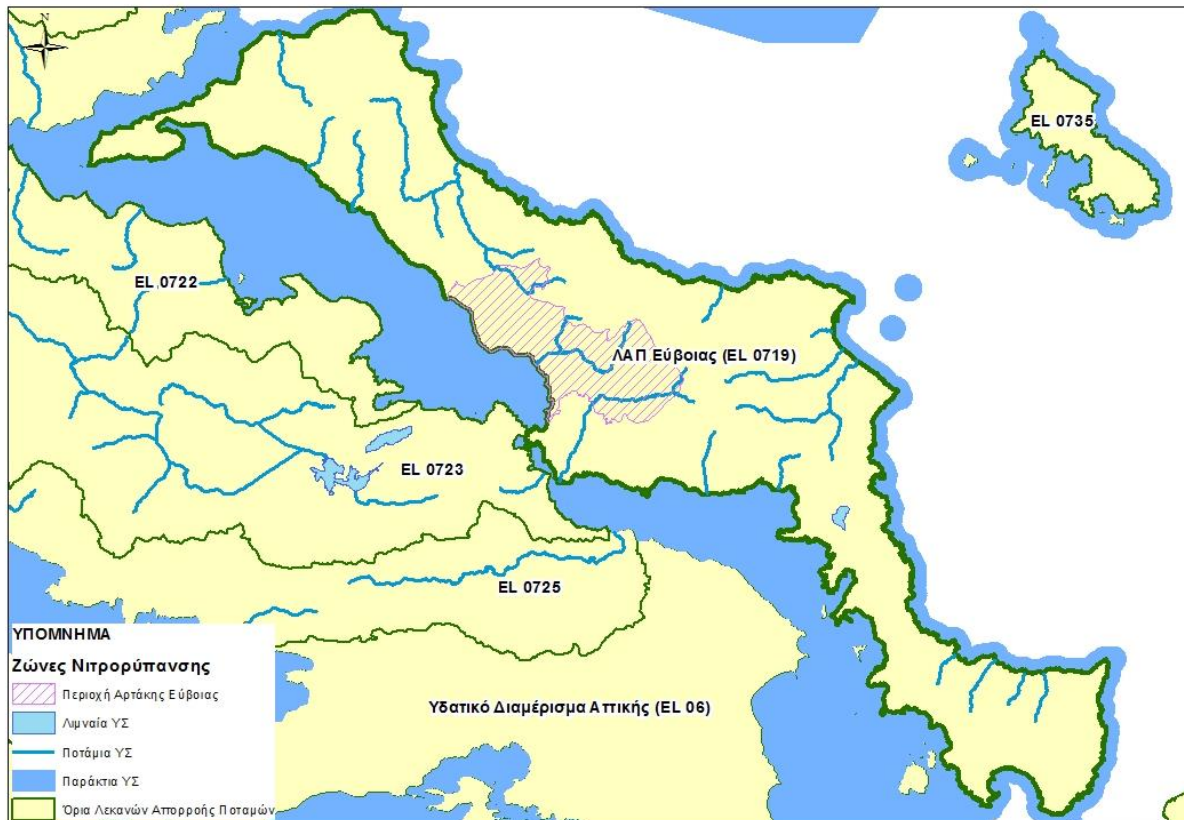 N
EL 0735
EL 0722
ΛΑΠ Εύβοιας (EL 0719)
EL 0723
EL 0725
Υδατικό Διαμέρισμα Αττικής (EL 06)
ΥΠΟΜΝΗΜΑ
Ζώνες Νιτρορύπανσης
Περιοχή Αρτάκης Εύβοιας
Λιμναία ΥΣ
Ποτάμια ΥΣ
Παράκτια ΥΣ
Όρια Λεκανών Απορροής Ποταμών